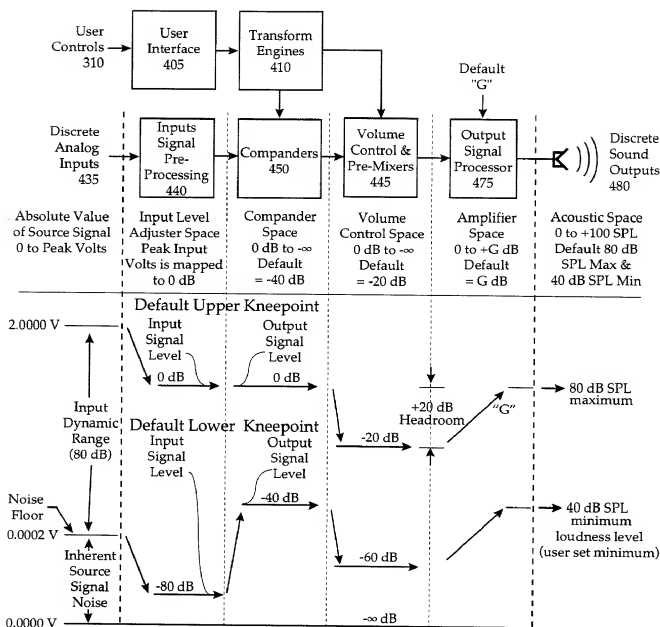 User
Controls
310
User
Interface
405
Transform
Engines
410
Default
"G"
Discrete
Analog
Inputs
435
Inputs
Signal
Pre-
Processing
440
Companders
450
Volume
Control &
Pre-Mixers
445
Output
Signal
Processor
475
Discrete
Sound
Outputs
480
Absolute Value
of Source Signal
0 to Peak Volts
Input Level
Adjuster Space
Peak Input
Volts is mapped
to 0 dB
Compander
Space
0 dB to -∞
Default
= -40 dB
Volume
Control Space
0 dB to -∞
Default
= -20 dB
Amplifier
Space
0 to +G dB
Default
= G dB
Acoustic Space
0 to +100 SPL
Default 80 dB
SPL Max &
40 dB SPL Min
Default Upper Kneepoint
2.0000 V
Input
Signal
Level
Output
Signal
Level
0 dB
0 dB
80 dB SPL
maximum
Input
Dynamic
Range
(80 dB)
+20 dB
Headroom
"G"
-20 dB
Default Lower Kneepoint
Input
Signal
Level
Output
Signal
Level
-40 dB
Noise
Floor
0.0002 V
40 dB SPL
minimum
loudness level
(user set minimum)
Inherent
Source
Signal
Noise
-80 dB
-60 dB
0.0000 V
-∞ dB